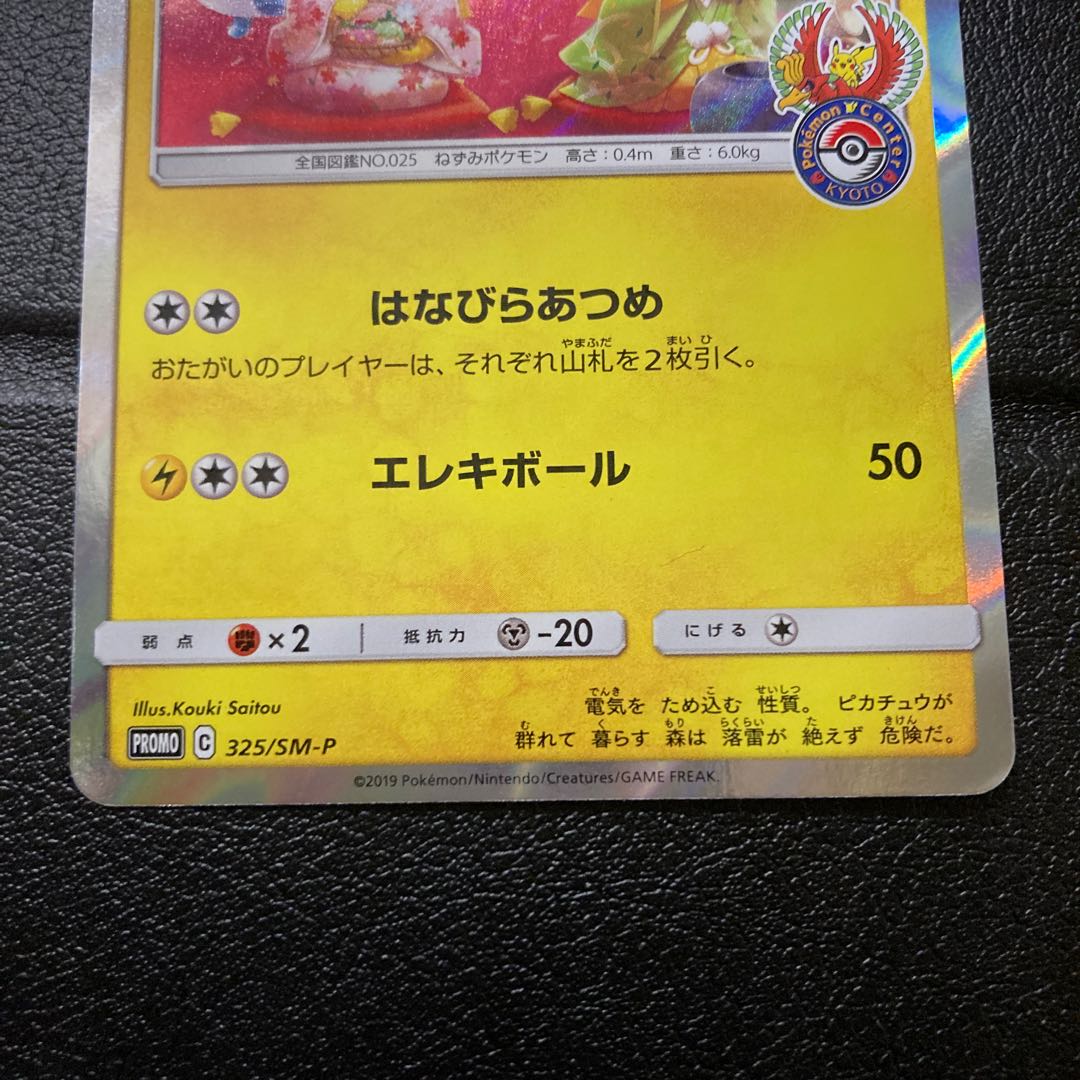 Pokémon Center
KYOTO
全国図鑑NO.025 ねずみポケモン 高さ:0.4m 重さ:6.0kg
はなびらあつめ
やまふだ まい ひ
おたがいのプレイヤーは、それぞれ山札を2枚引く。
エレキボール 50
弱点 ×2 抵抗力 -20 にげる
Illus.Kouki Saitou
でんき こ せいしつ
電気を ため込む 性質。 ピカチュウが
む く もり らくらい た きけん
群れて 暮らす 森は 落雷が 絶えず 危険だ。
PROMO C 325/SM-P
©2019 Pokémon/Nintendo/Creatures/GAME FREAK.